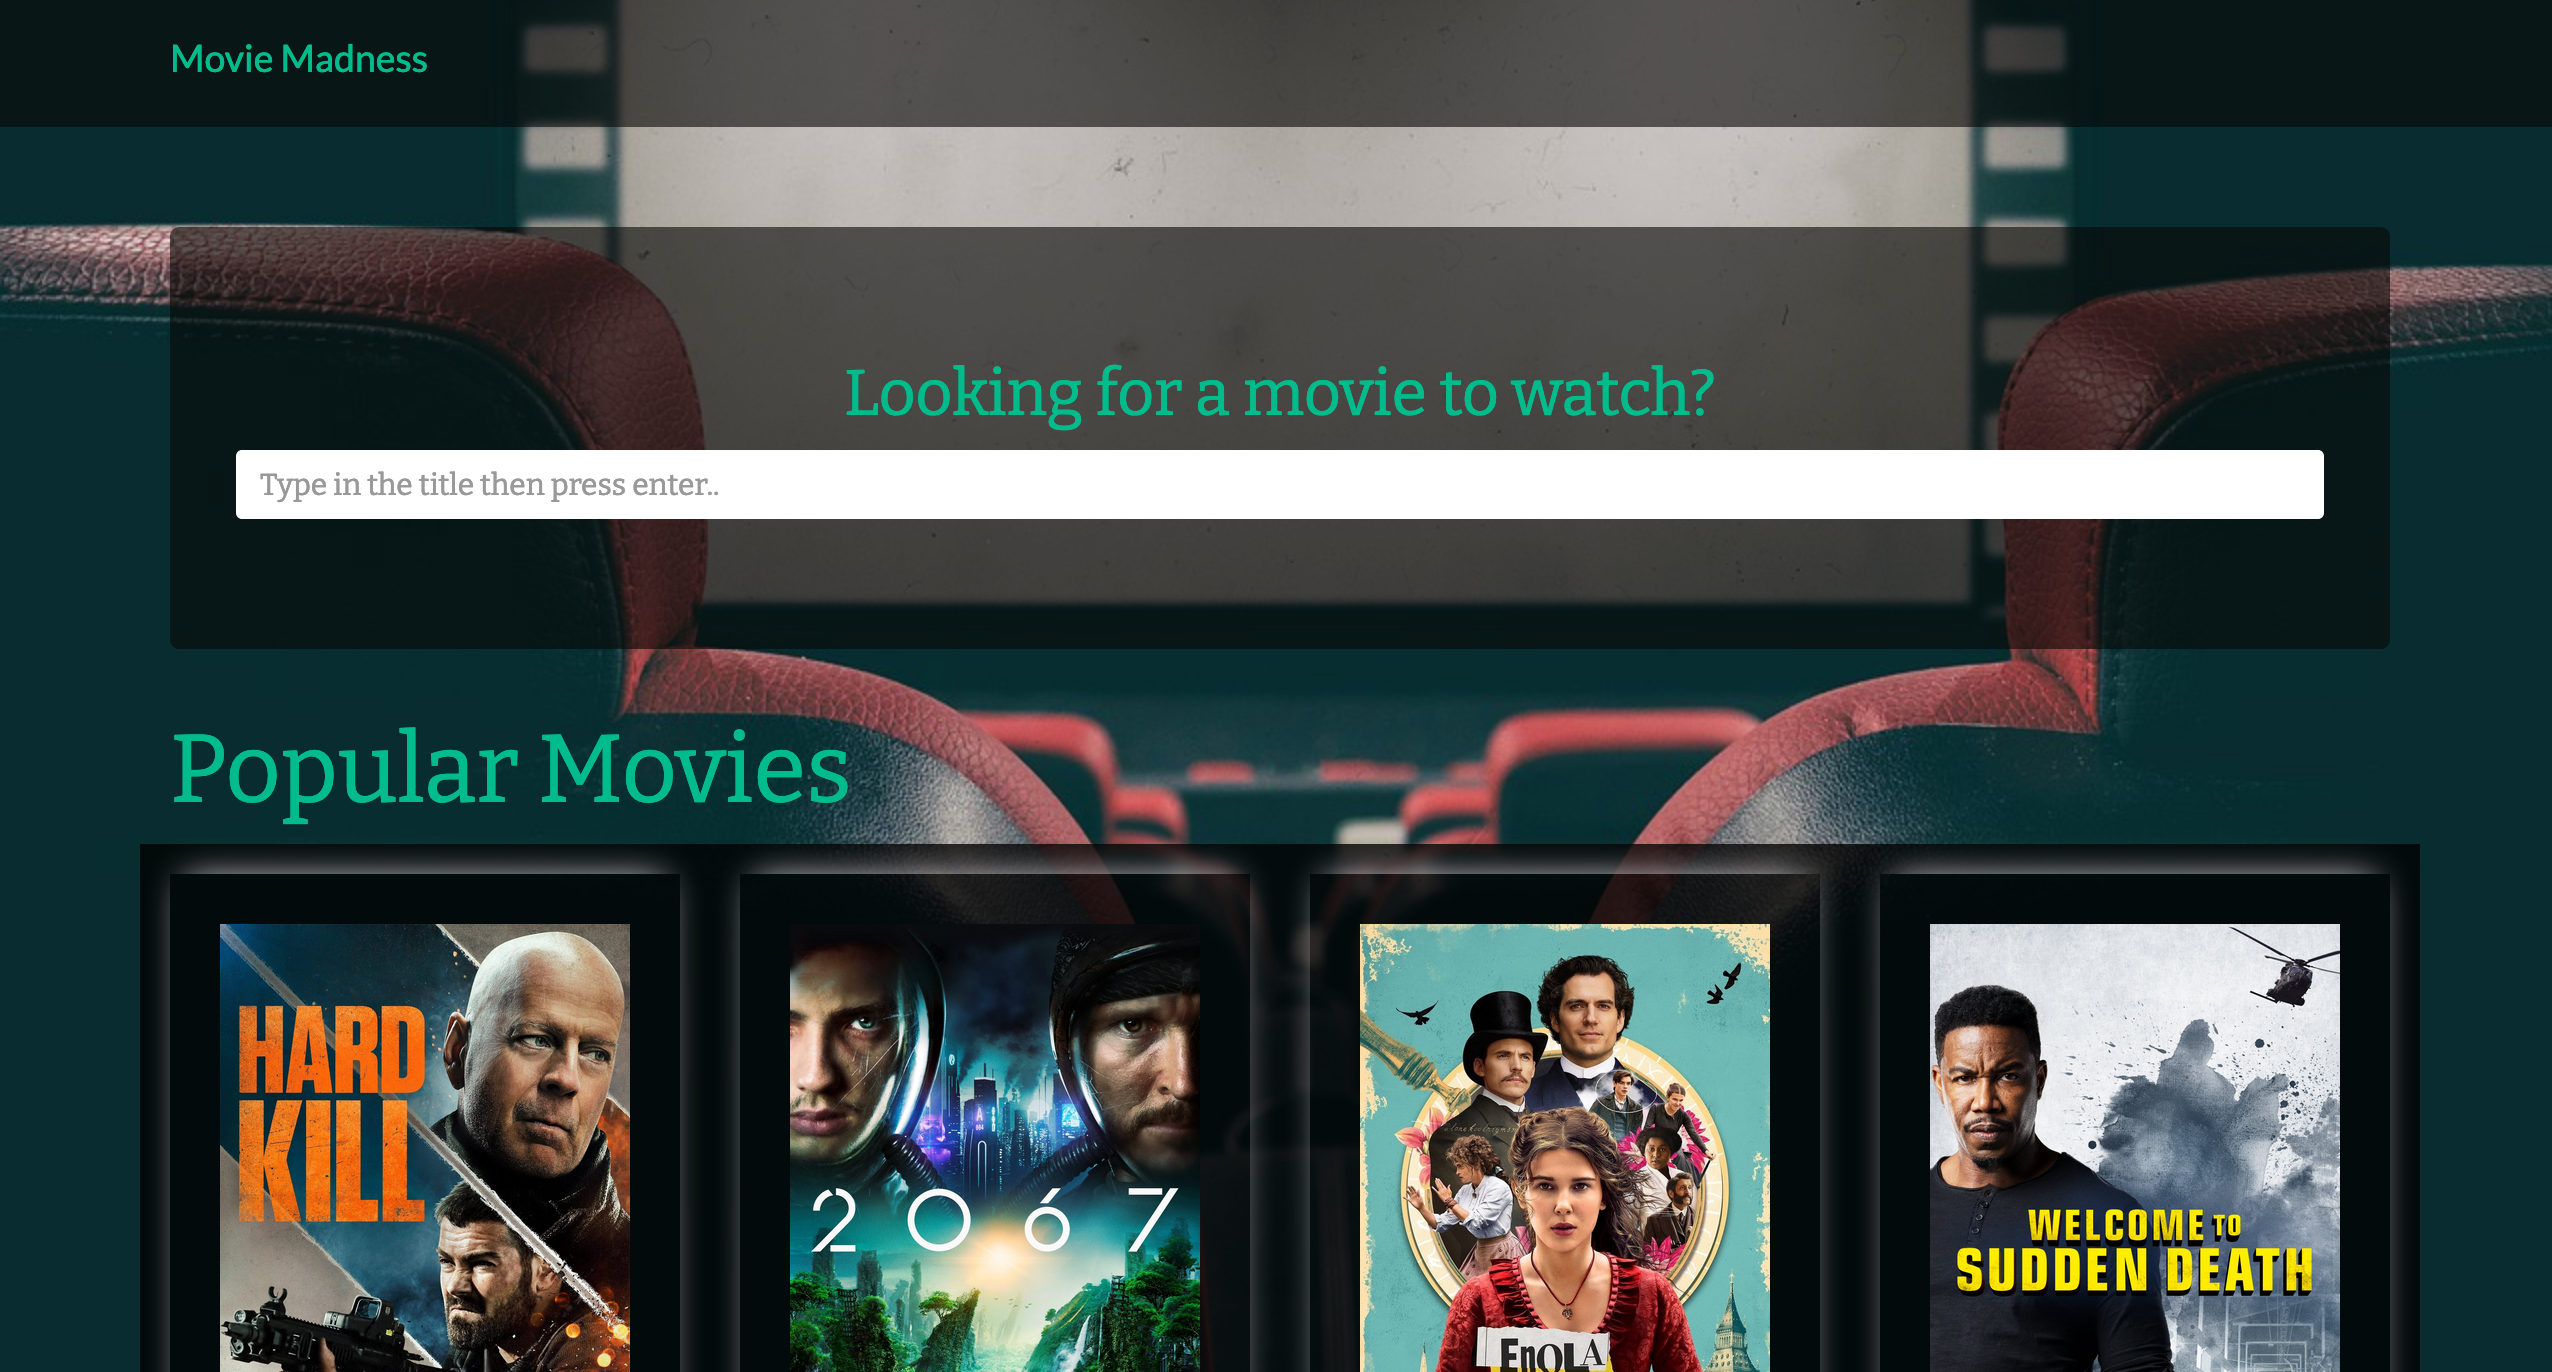 Movie Madness
Looking for a movie to watch?
Type in the title then press enter..
Popular Movies
HARD
KILL
2067
ENOLA
WELCOME TO
SUDDEN DEATH